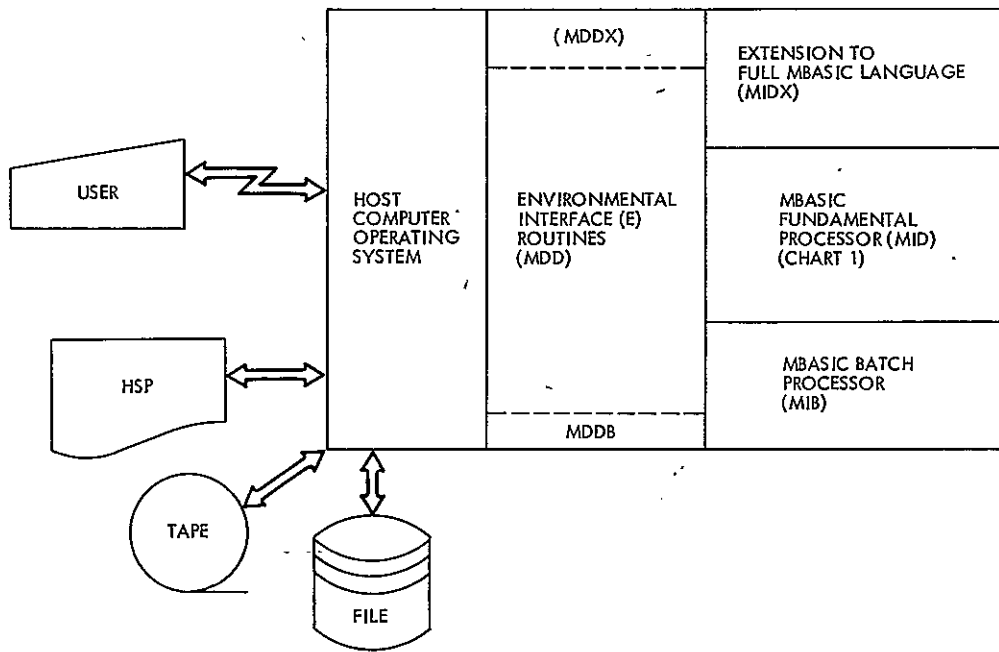 (MDDX)
EXTENSION TO
FULL MBASIC LANGUAGE
(MIDX)
USER
HOST
COMPUTER
OPERATING
SYSTEM
ENVIRONMENTAL
INTERFACE (E)
ROUTINES
(MDD)
MBASIC
FUNDAMENTAL
PROCESSOR (MID)
(CHART 1)
HSP
MBASIC BATCH
PROCESSOR
(MIB)
MDDB
TAPE
FILE